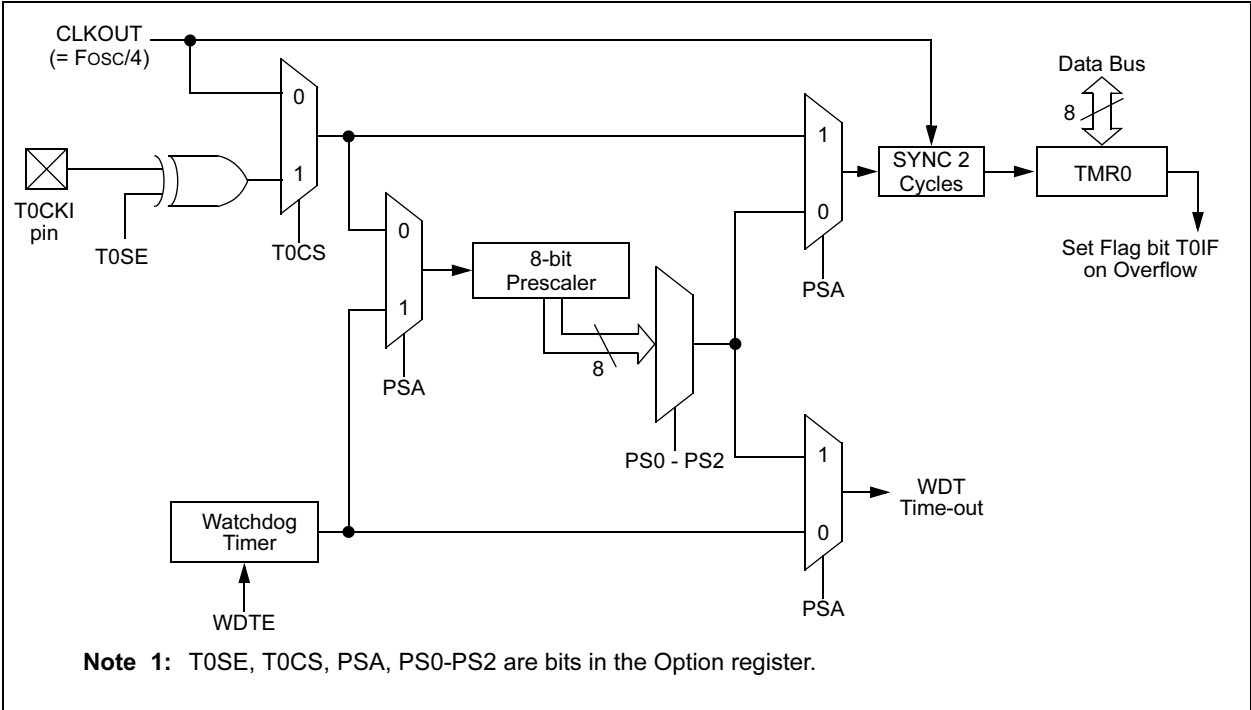 CLKOUT
(= FOSC/4)
0
1
T0CKI
pin
T0SE
T0CS
0
1
PSA
8-bit
Prescaler
8
PS0 - PS2
1
0
PSA
SYNC 2
Cycles
Data Bus
8
TMR0
Set Flag bit T0IF
on Overflow
1
0
PSA
WDT
Time-out
Watchdog
Timer
WDTE
Note 1: T0SE, T0CS, PSA, PS0-PS2 are bits in the Option register.